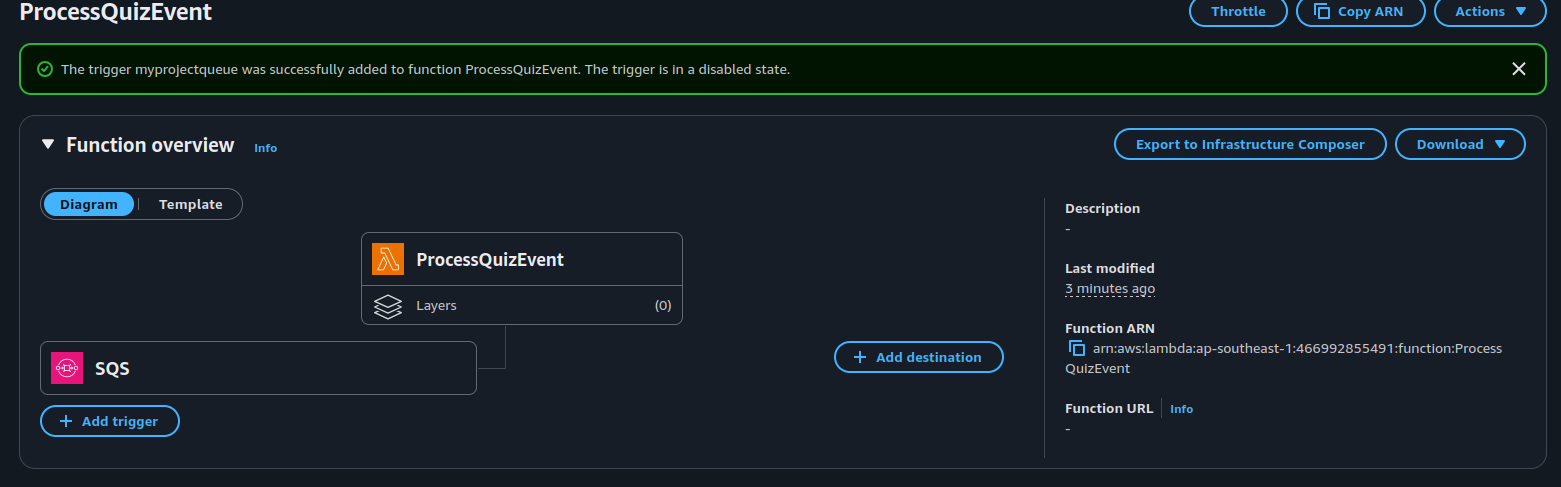 ProcessQuizEvent
Throttle
Copy ARN
Actions
The trigger myprojectqueue was successfully added to function ProcessQuizEvent. The trigger is in a disabled state.
Function overview
Info
Export to Infrastructure Composer
Download
Diagram
Template
ProcessQuizEvent
Layers
(0)
SQS
Add destination
Add trigger
Description
-
Last modified
3 minutes ago
Function ARN
arn:aws:lambda:ap-southeast-1:466992855491:function:Process
QuizEvent
Function URL
Info
-